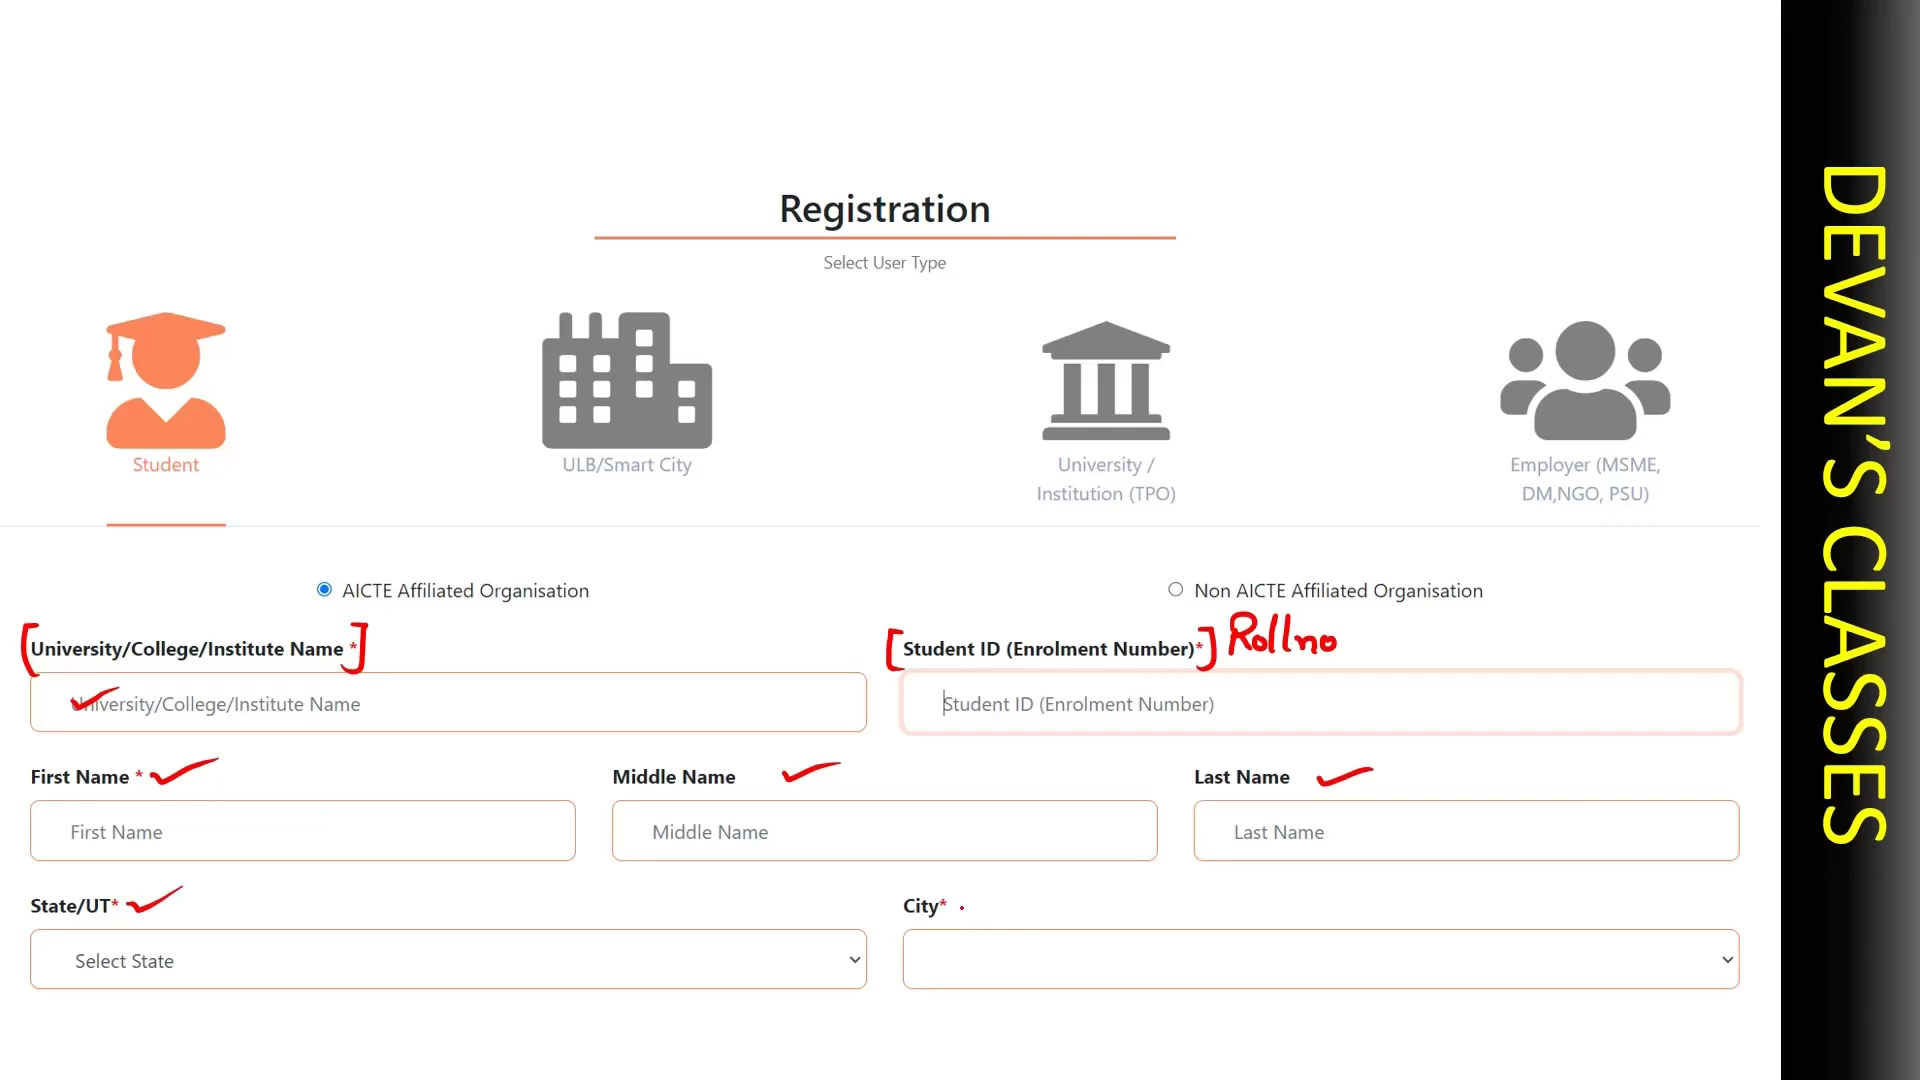 Registration
Select User Type
Student
ULB/Smart City
University /
Institution (TPO)
Employer (MSME,
DM,NGO, PSU)
AICTE Affiliated Organisation
Non AICTE Affiliated Organisation
[University/College/Institute Name *]
[Student ID (Enrolment Number)*] Rollno
University/College/Institute Name
Student ID (Enrolment Number)
First Name *
Middle Name
Last Name
First Name
Middle Name
Last Name
State/UT*
City*
Select State
DEVAN'S CLASSES